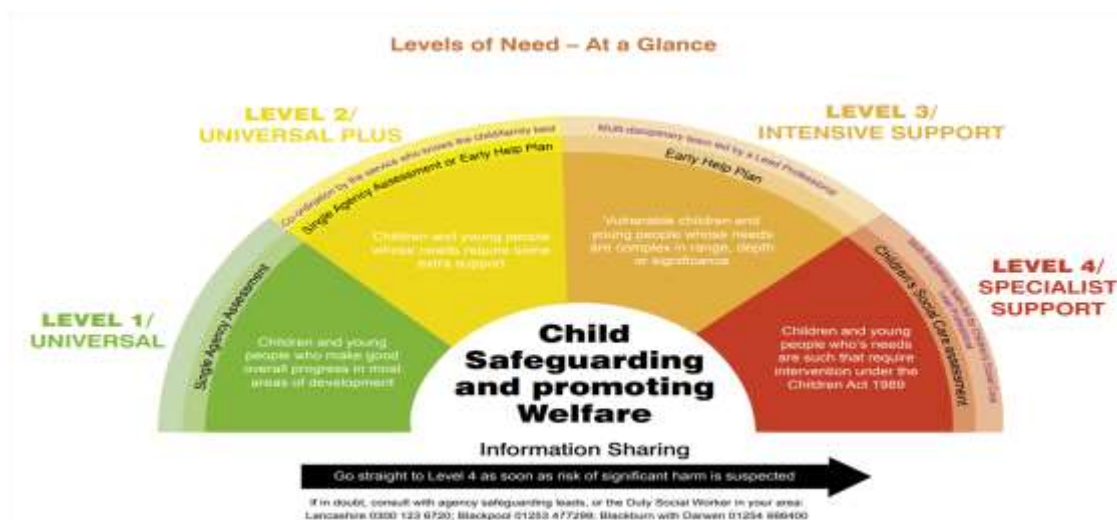 Levels of Need – At a Glance
LEVEL 2/
UNIVERSAL PLUS
LEVEL 3/
INTENSIVE SUPPORT
Co-ordination by the service who knows the child/family best
Single Agency Assessment or Early Help Plan
Multi-disciplinary team led by a Lead Professional
Early Help Plan
Children and young people
whose needs require some
extra support
Vulnerable children and
young people whose needs
are complex in range, depth
or significance
LEVEL 1/
UNIVERSAL
Single Agency Assessment
Children and young
people who make good
overall progress in most
areas of development
LEVEL 4/
SPECIALIST
SUPPORT
Children's Social Care assessment
Children and young
people who's needs
are such that require
intervention under the
Children Act 1989
Child
Safeguarding
and promoting
Welfare
Information Sharing
Go straight to Level 4 as soon as risk of significant harm is suspected
If in doubt, consult with agency safeguarding leads, or the Duty Social Worker in your area:
Lancashire 0300 123 6720; Blackpool 01253 477299; Blackburn with Darwen 01254 666400